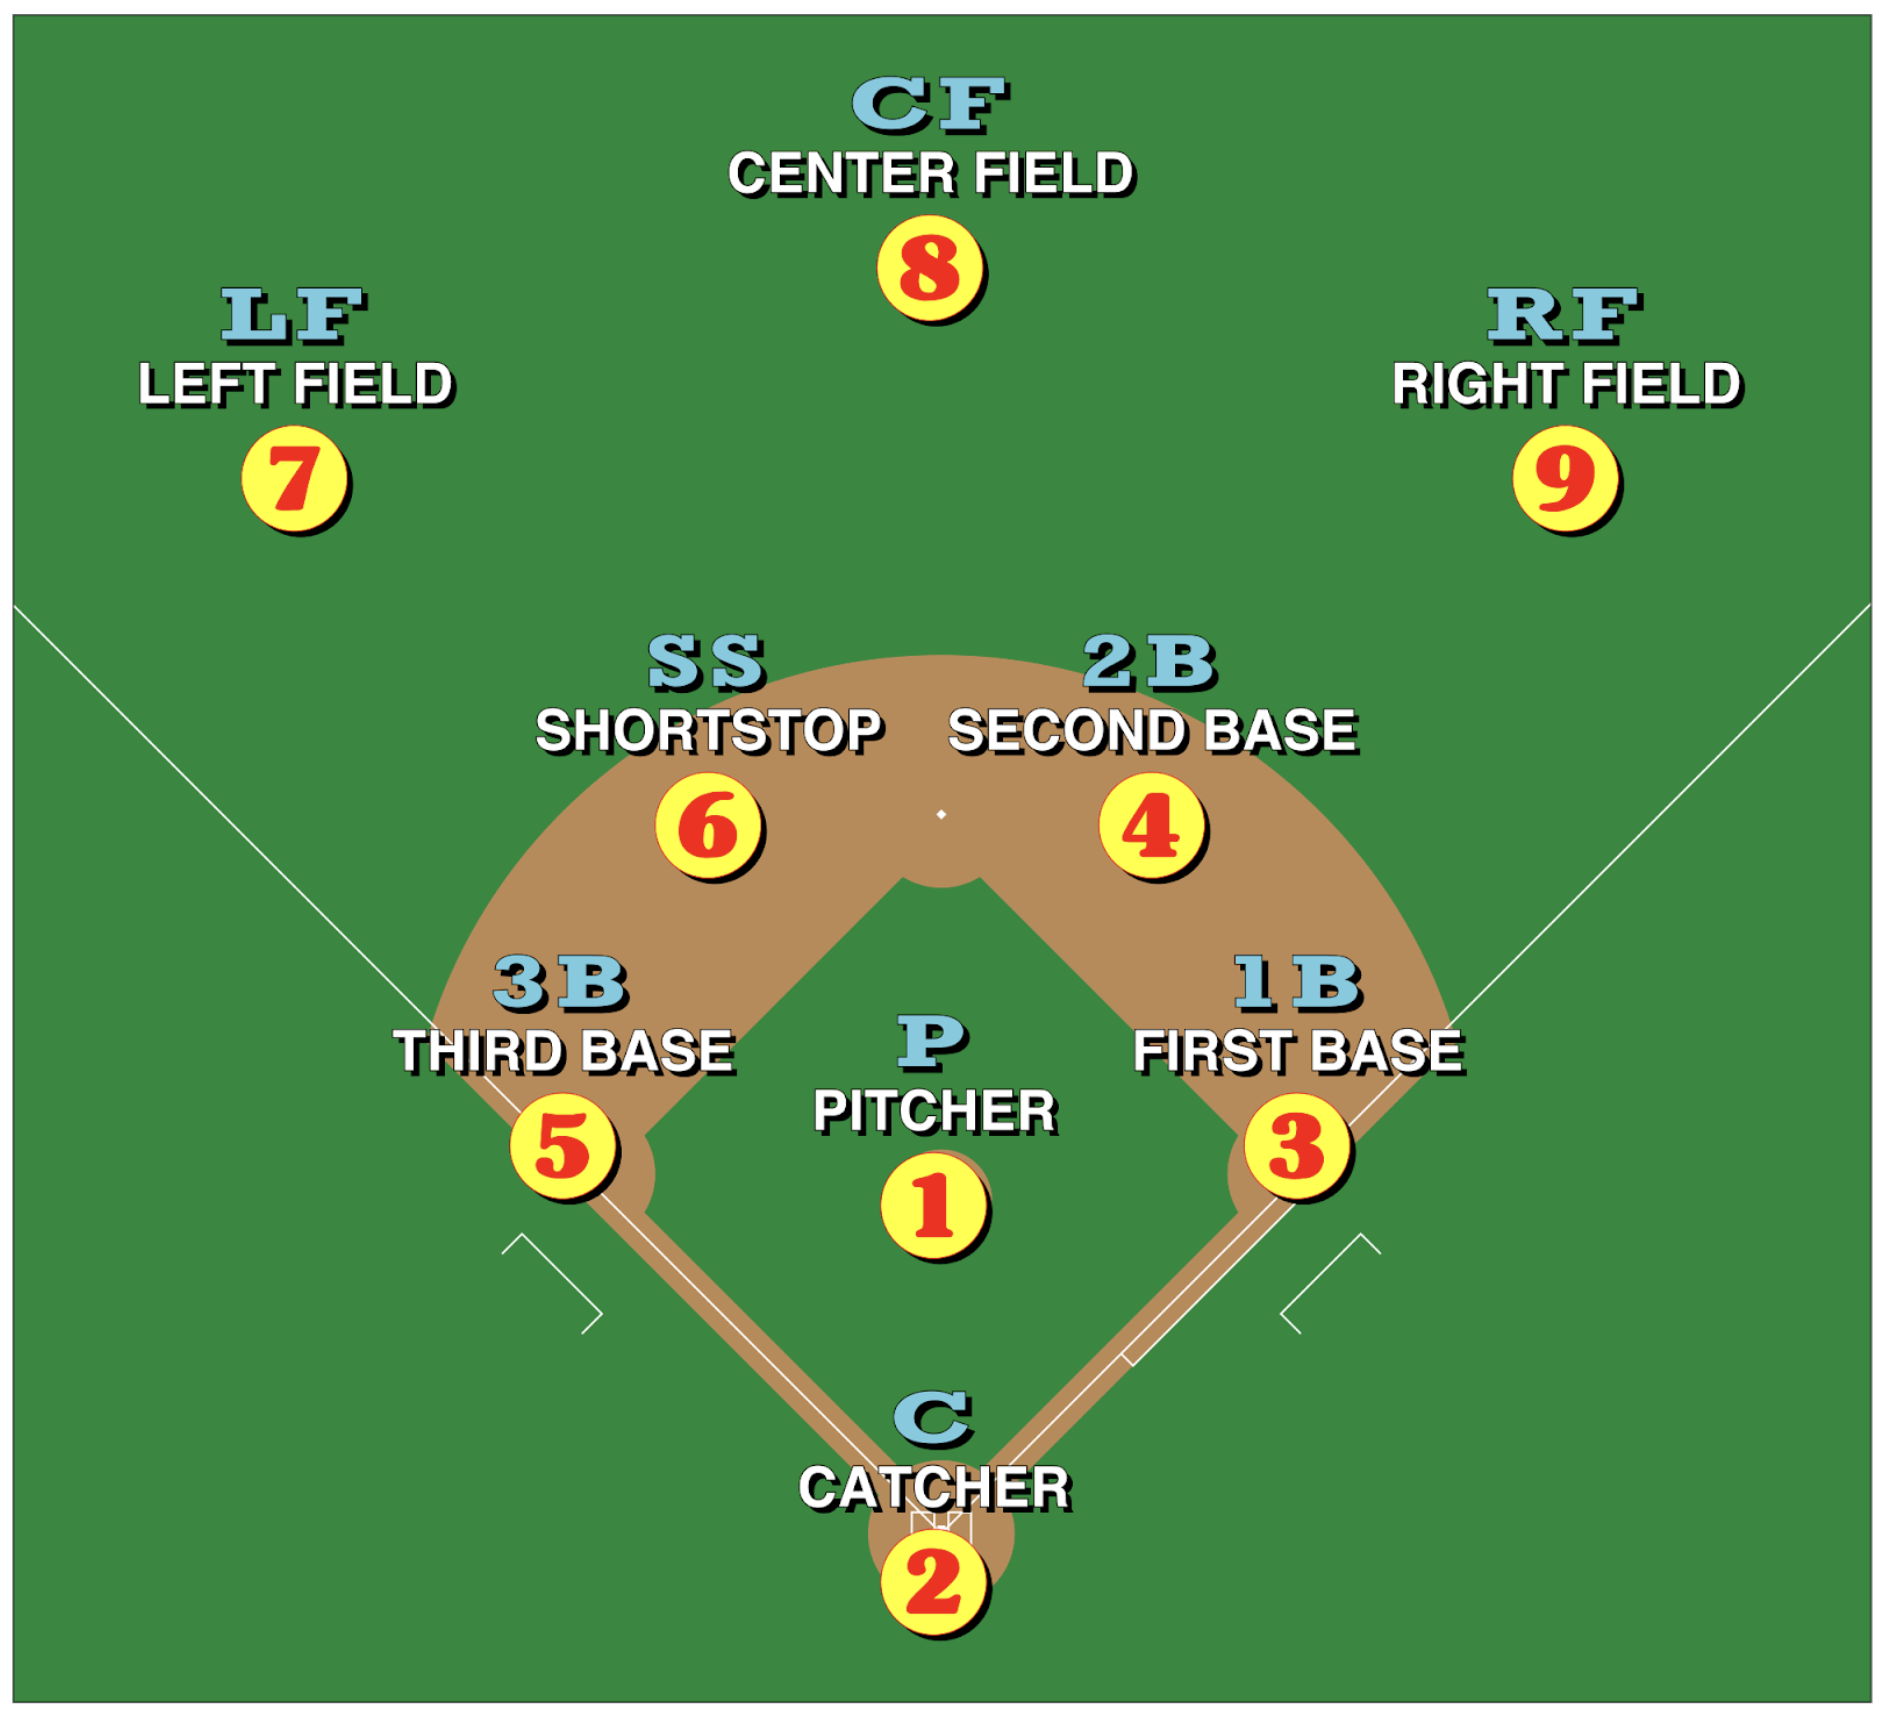 CF
CENTER FIELD
8
LF
LEFT FIELD
7
RF
RIGHT FIELD
9
SS
SHORTSTOP
6
2B
SECOND BASE
4
3B
THIRD BASE
5
P
PITCHER
1
1B
FIRST BASE
3
C
CATCHER
2